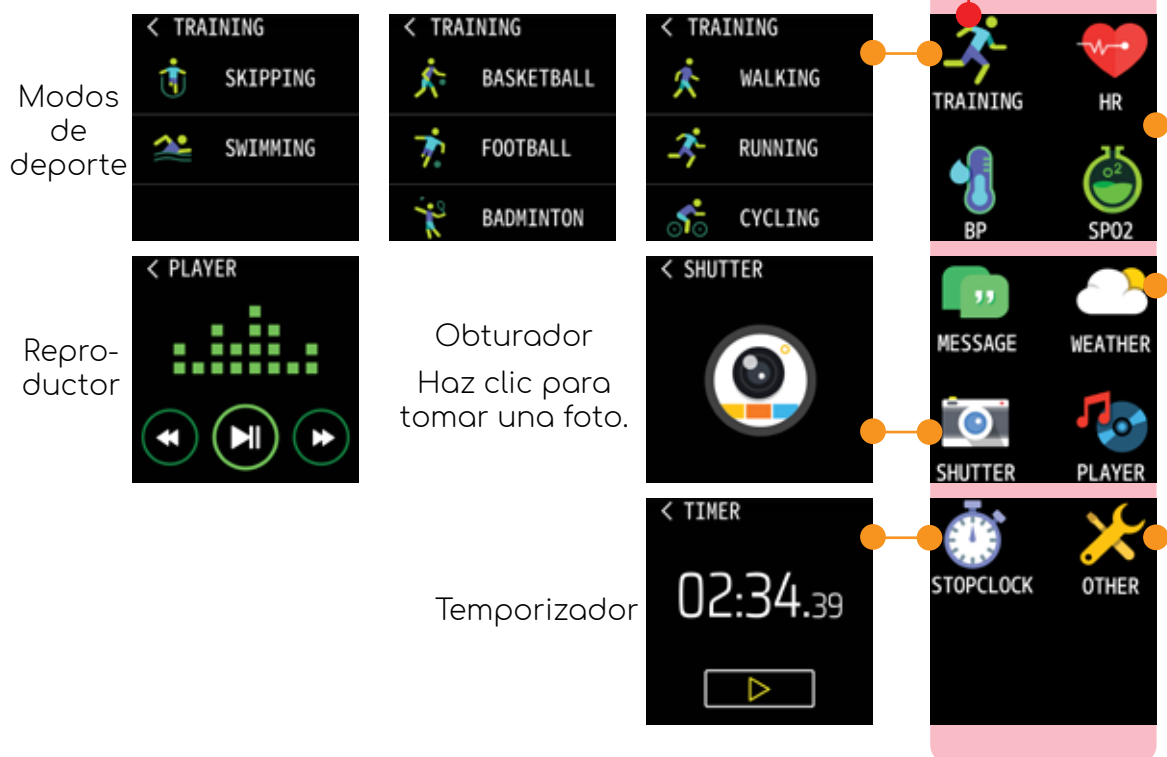 Modos
de
deporte
< TRAINING
SKIPPING
SWIMMING
< TRAINING
BASKETBALL
FOOTBALL
BADMINTON
< TRAINING
WALKING
RUNNING
CYCLING
TRAINING
HR
BP
O2
SPO2
Repro-
ductor
< PLAYER
Obturador
Haz clic para
tomar una foto.
< SHUTTER
MESSAGE
WEATHER
SHUTTER
PLAYER
Temporizador
< TIMER
02:34.39
STOPCLOCK
OTHER